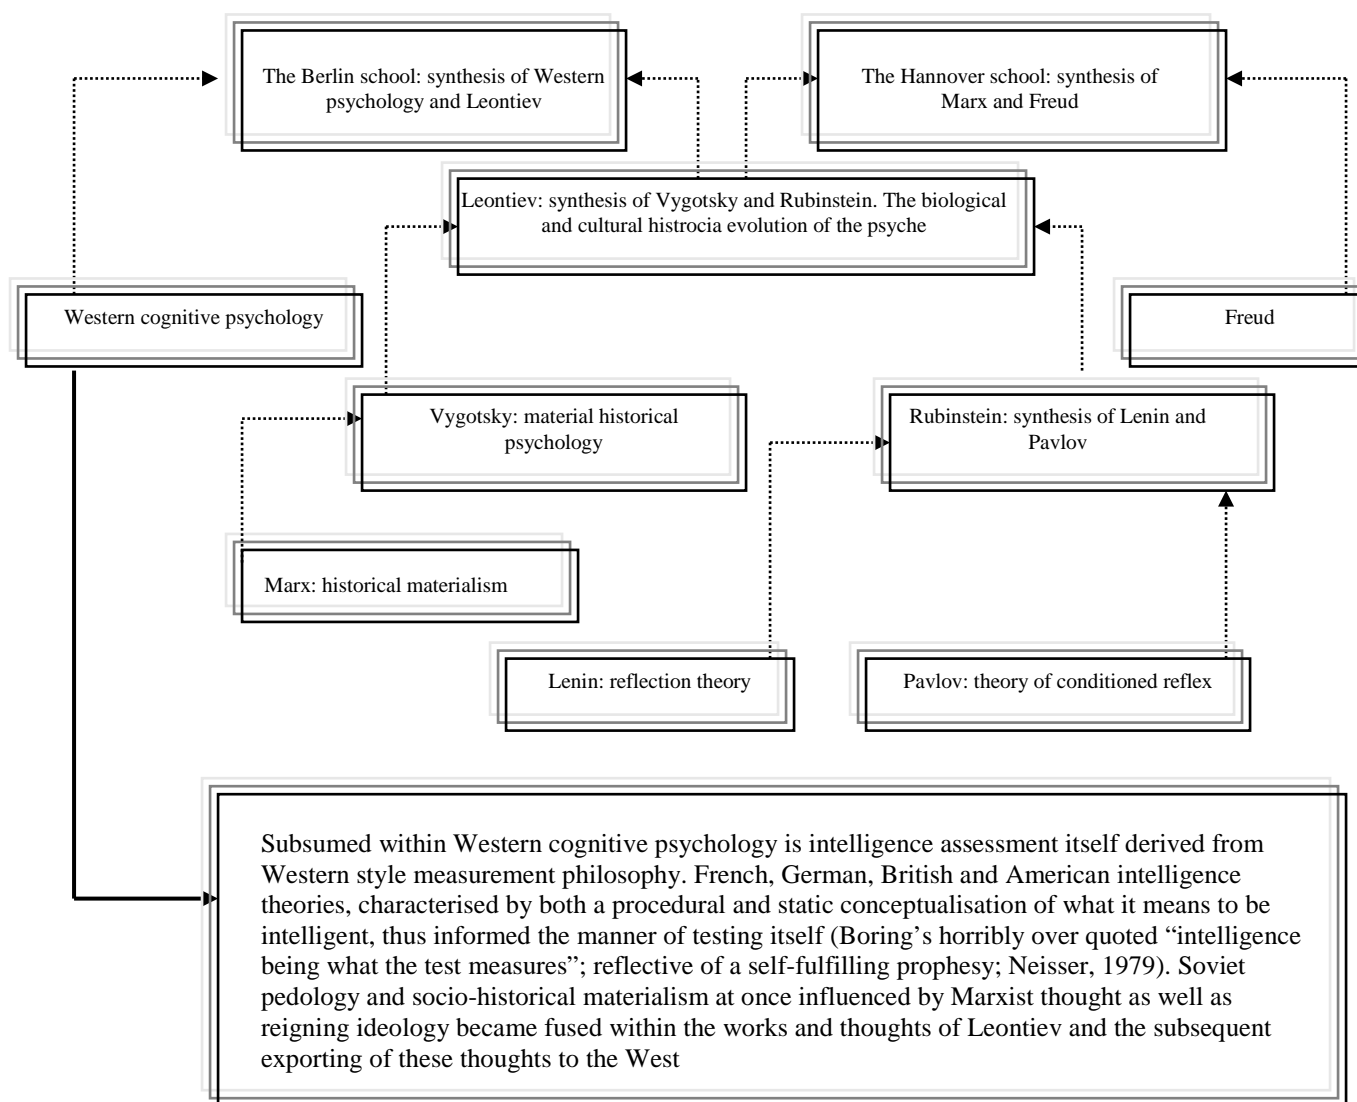 The Berlin school: synthesis of Western
psychology and Leontiev
The Hannover school: synthesis of
Marx and Freud
Leontiev: synthesis of Vygotsky and Rubinstein. The biological
and cultural histrocia evolution of the psyche
Western cognitive psychology
Freud
Vygotsky: material historical
psychology
Rubinstein: synthesis of Lenin and
Pavlov
Marx: historical materialism
Lenin: reflection theory
Pavlov: theory of conditioned reflex
Subsumed within Western cognitive psychology is intelligence assessment itself derived from
Western style measurement philosophy. French, German, British and American intelligence
theories, characterised by both a procedural and static conceptualisation of what it means to be
intelligent, thus informed the manner of testing itself (Boring’s horribly over quoted “intelligence
being what the test measures”; reflective of a self-fulfilling prophesy; Neisser, 1979). Soviet
pedology and socio-historical materialism at once influenced by Marxist thought as well as
reigning ideology became fused within the works and thoughts of Leontiev and the subsequent
exporting of these thoughts to the West